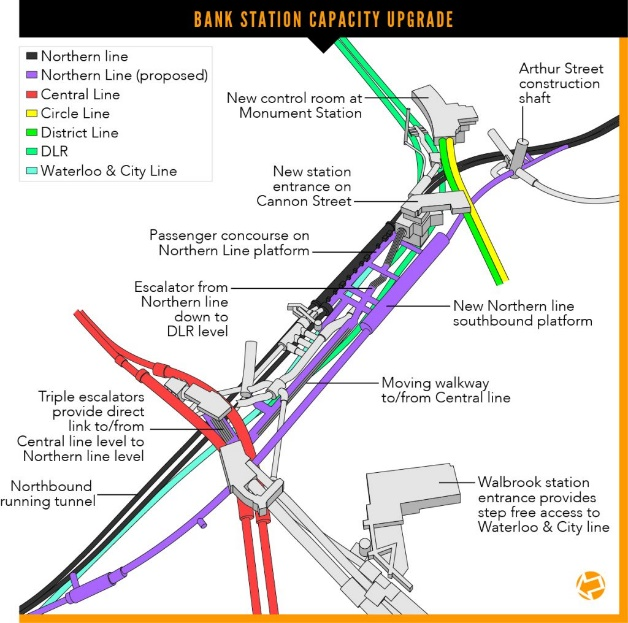 BANK STATION CAPACITY UPGRADE
Northern line
Northern Line (proposed)
Central Line
Circle Line
District Line
DLR
Waterloo & City Line
New control room at
Monument Station
Arthur Street
construction
shaft
New station
entrance on
Cannon Street
Passenger concourse on
Northern Line platform
Escalator from
Northern line
down to
DLR level
New Northern line
southbound platform
Moving walkway
to/from Central line
Triple escalators
provide direct
link to/from
Central line level to
Northern line level
Northbound
running tunnel
Walbrook station
entrance provides
step free access to
Waterloo & City line